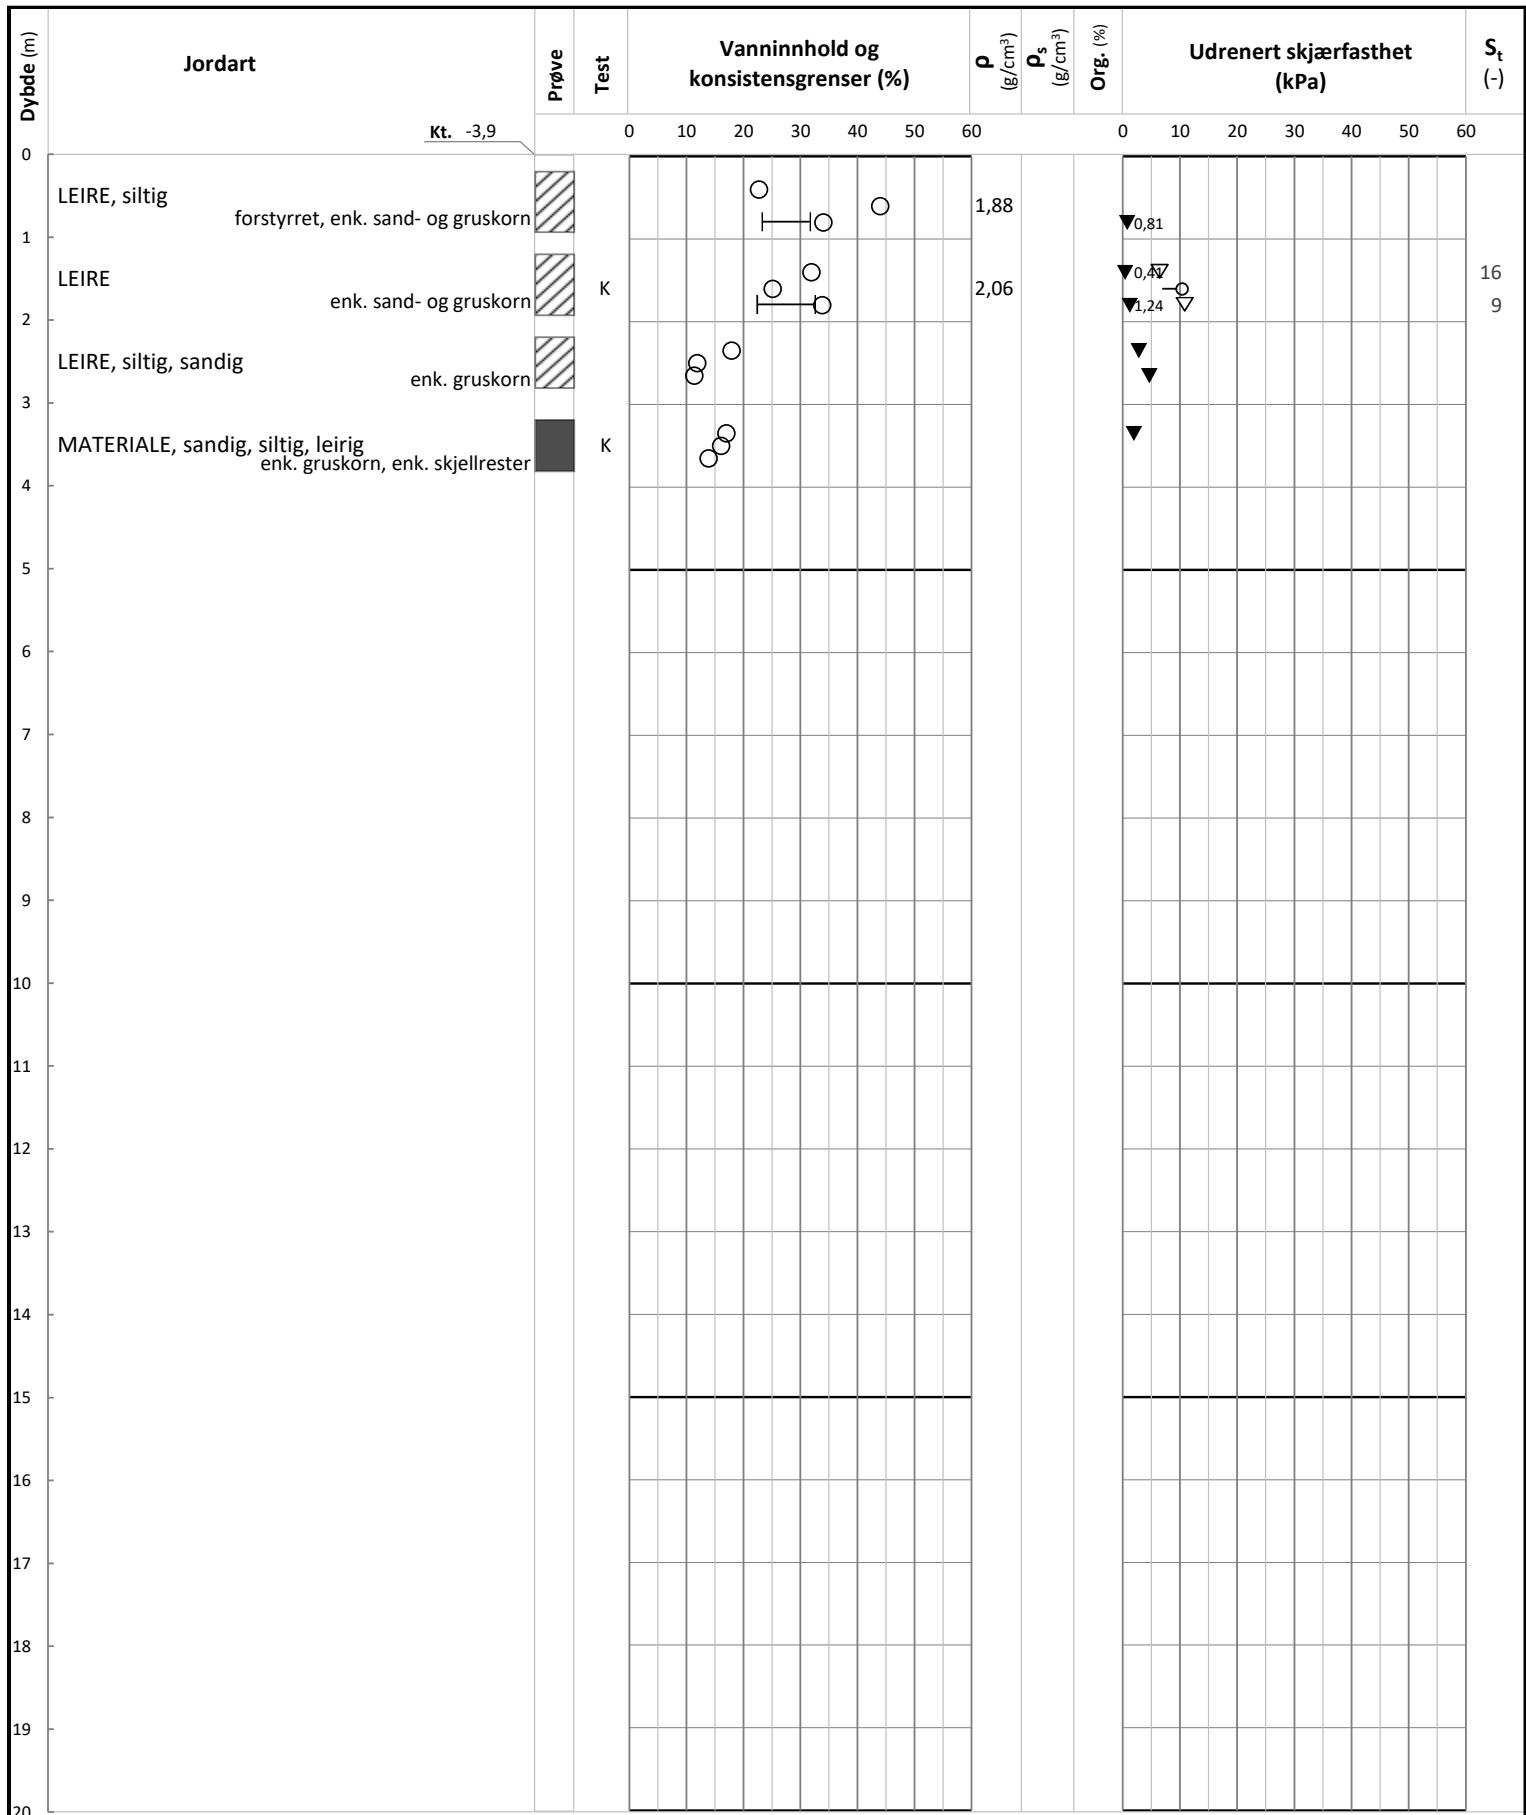 Dybde (m)
Jordart
Prøve
Test
Vanninnhold og
konsistensgrenser (%)
ρ
(g/cm³)
ρs
(g/cm³)
Org. (%)
Udrenert skjærfasthet
(kPa)
St
(-)
Kt. -3,9
0 10 20 30 40 50 60
0 10 20 30 40 50 60
0
LEIRE, siltig
forstyrret, enk. sand- og gruskorn
1,88
0,81
1
LEIRE
enk. sand- og gruskorn
K
2,06
0,41
1,24
16
9
2
LEIRE, siltig, sandig
enk. gruskorn
3
MATERIALE, sandig, siltig, leirig
enk. gruskorn, enk. skjellrester
K
4
5
6
7
8
9
10
11
12
13
14
15
16
17
18
19
20